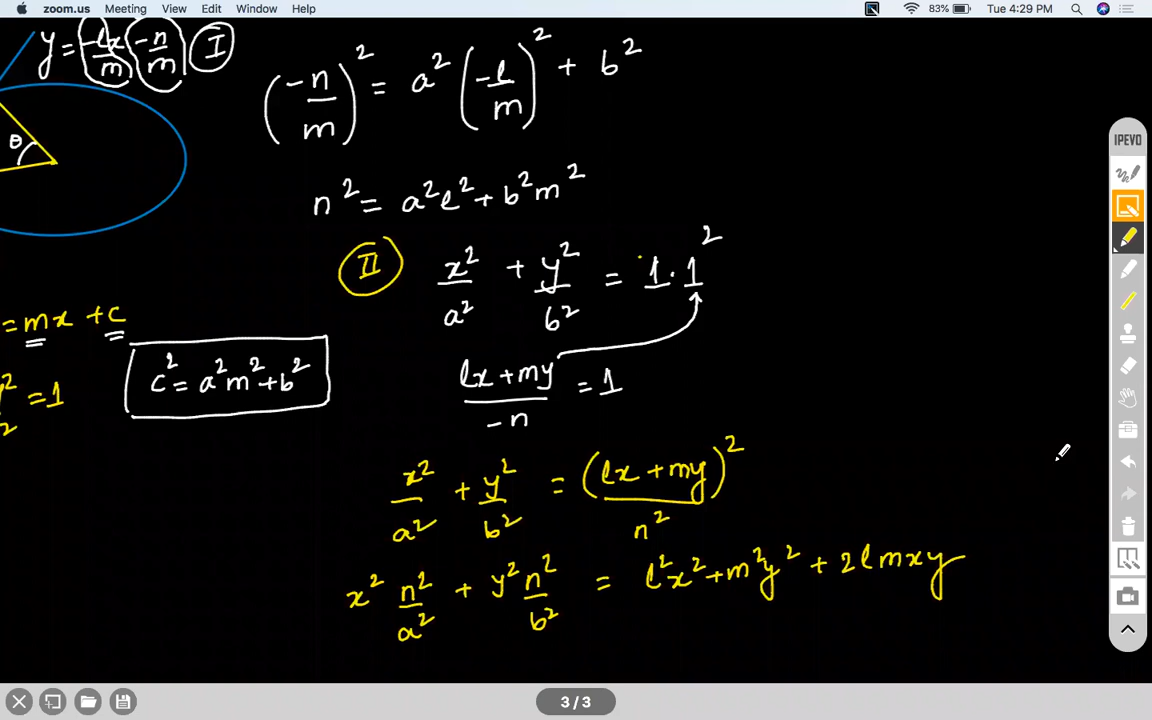 zoom.us Meeting View Edit Window Help 83% Tue 4:29 PM
y = -lx/m -n/m I
(-n/m)² = a² (-l/m)² + b²
θ
IPEVO
n² = a²l² + b²m²
II x²/a² + y²/b² = 1·1²
= mx + c
c² = a²m² + b²
(lx + my)/-n = 1
y²/² = 1
x²/a² + y²/b² = (lx + my)²/n²
x² n²/a² + y² n²/b² = l²x² + m²y² + 2lmxy
3/3